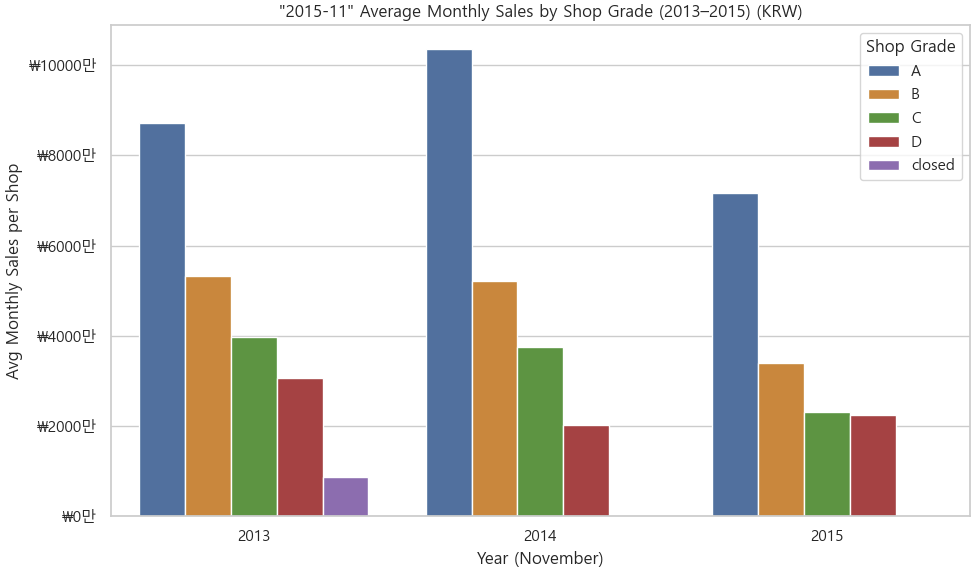 "2015-11" Average Monthly Sales by Shop Grade (2013–2015) (KRW)
Avg Monthly Sales per Shop
₩10000만
₩8000만
₩6000만
₩4000만
₩2000만
₩0만
Shop Grade
A
B
C
D
closed
2013
2014
2015
Year (November)